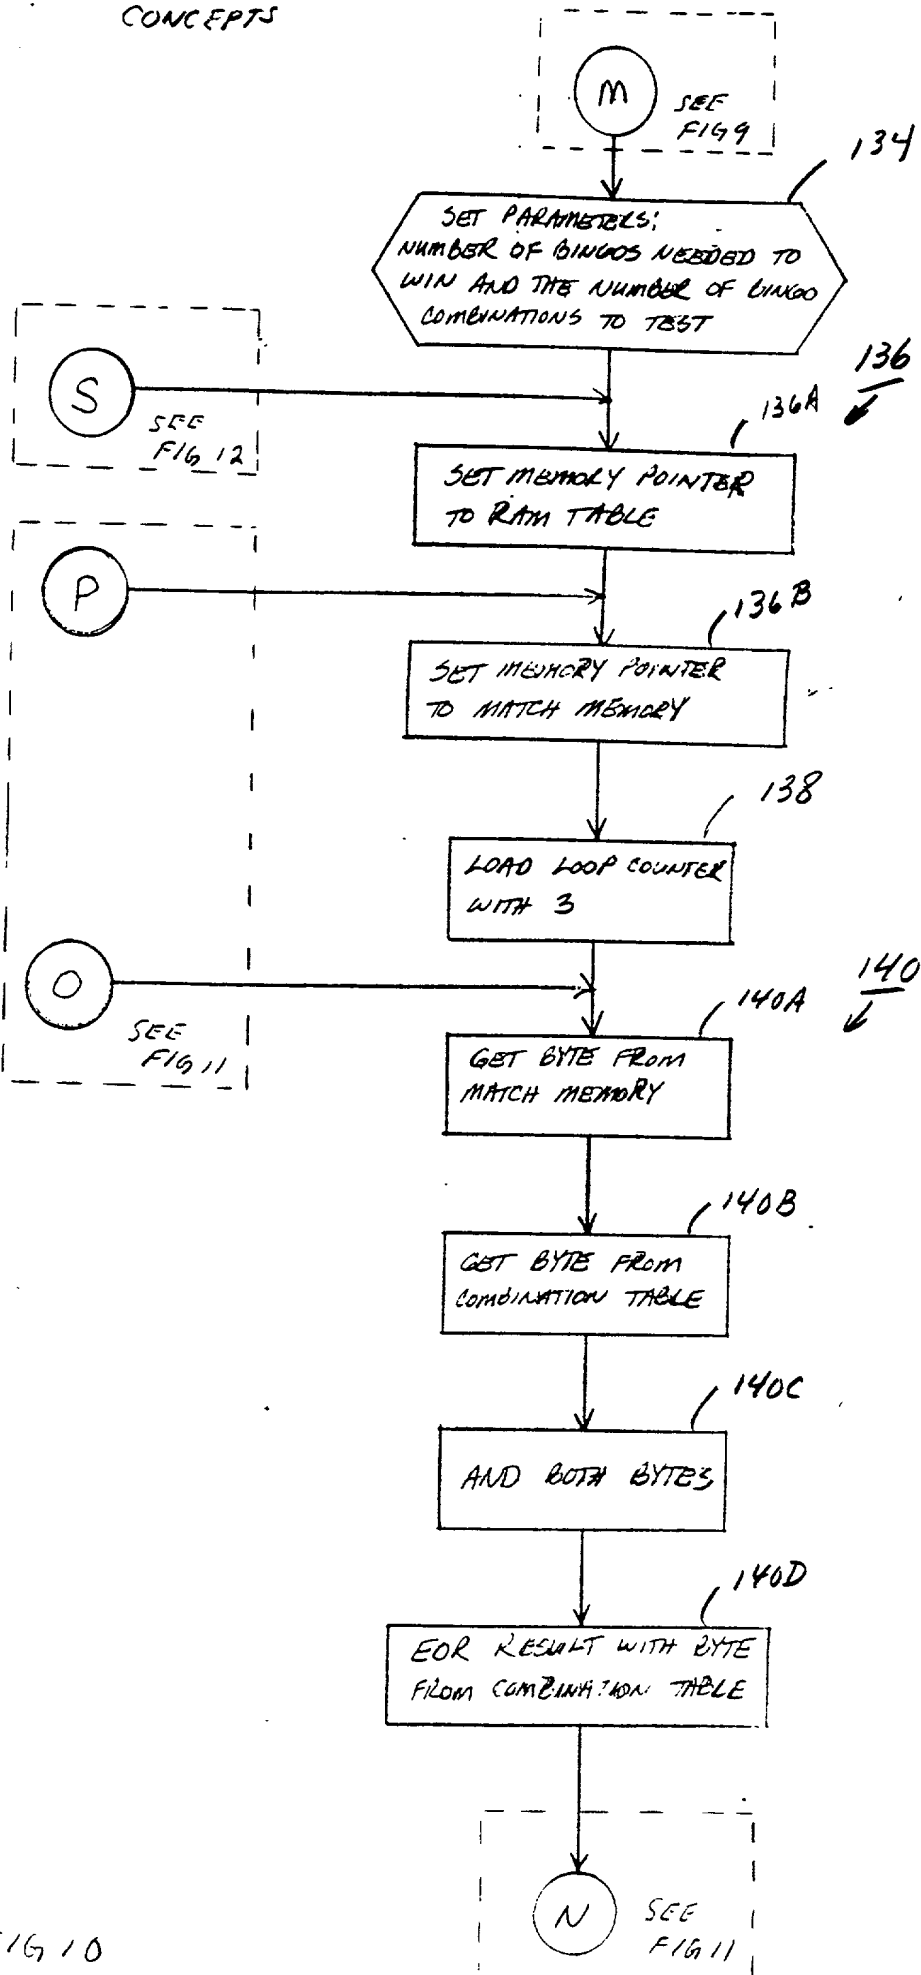 CONCEPTS
M
SEE
FIG 9
134
SET PARAMETERS:
NUMBER OF BINGOS NEEDED TO
WIN AND THE NUMBER OF BINGO
COMBINATIONS TO TEST
136
S
SEE
FIG 12
136A
SET MEMORY POINTER
TO RAM TABLE
P
136B
SET MEMORY POINTER
TO MATCH MEMORY
138
LOAD LOOP COUNTER
WITH 3
O
SEE
FIG 11
140
140A
GET BYTE FROM
MATCH MEMORY
140B
GET BYTE FROM
COMBINATION TABLE
140C
AND BOTH BYTES
140D
EOR RESULT WITH BYTE
FROM COMBINATION TABLE
N
SEE
FIG 11
FIG 10